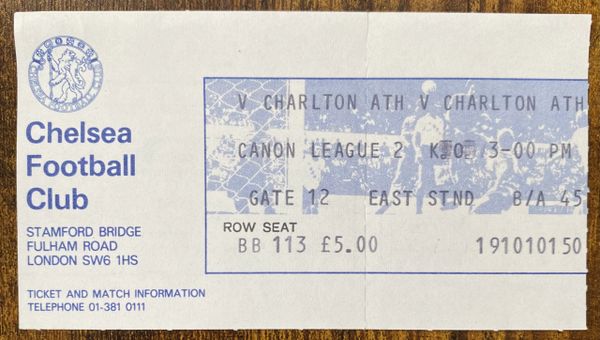 Chelsea
Football
Club
STAMFORD BRIDGE
FULHAM ROAD
LONDON SW6 1HS
TICKET AND MATCH INFORMATION
TELEPHONE 01-381 0111
V CHARLTON ATH V CHARLTON ATH
CANON LEAGUE 2 K O 3-00 PM
GATE 12 EAST STND B/A 45
ROW SEAT
BB 113 £5.00 191010150